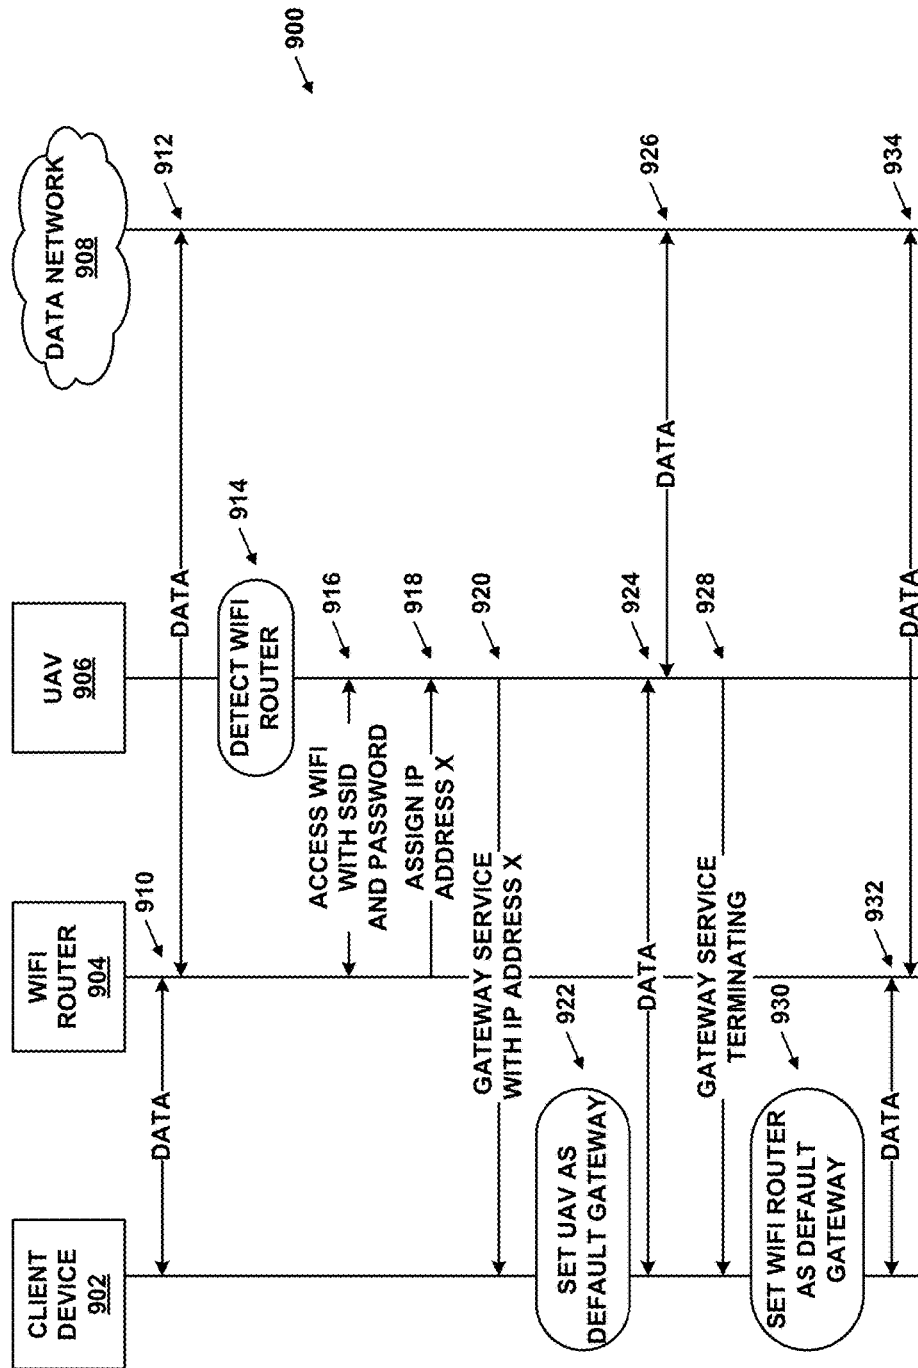 CLIENT
DEVICE
902
WIFI
ROUTER
904
UAV
906
DATA NETWORK
908
900
DATA
910
DATA
912
DETECT WIFI
ROUTER
914
ACCESS WIFI
WITH SSID
AND PASSWORD
916
ASSIGN IP
ADDRESS X
918
GATEWAY SERVICE
WITH IP ADDRESS X
920
SET UAV AS
DEFAULT GATEWAY
922
DATA
924
DATA
926
GATEWAY SERVICE
TERMINATING
928
SET WIFI ROUTER
AS DEFAULT
GATEWAY
930
DATA
932
DATA
934